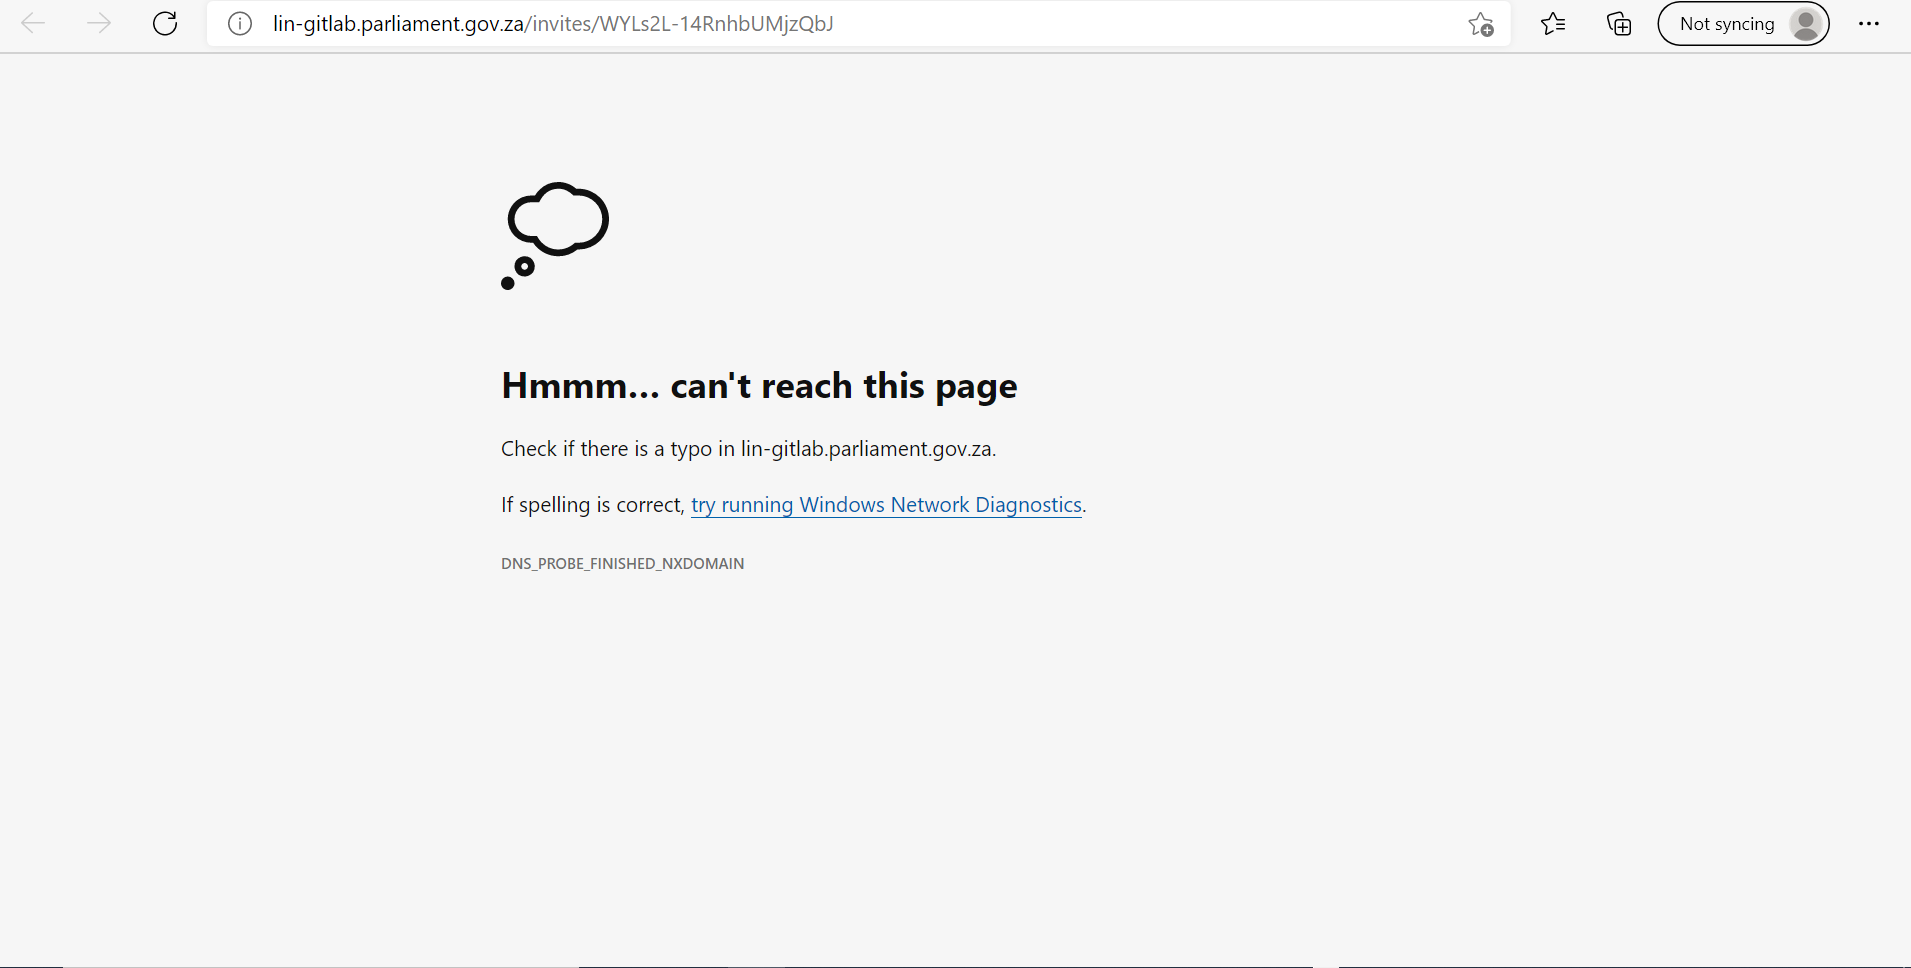 lin-gitlab.parliament.gov.za/invites/WYLs2L-14RnhbUMjzQbJ
Not syncing
Hmmm... can't reach this page
Check if there is a typo in lin-gitlab.parliament.gov.za.
If spelling is correct, try running Windows Network Diagnostics.
DNS_PROBE_FINISHED_NXDOMAIN